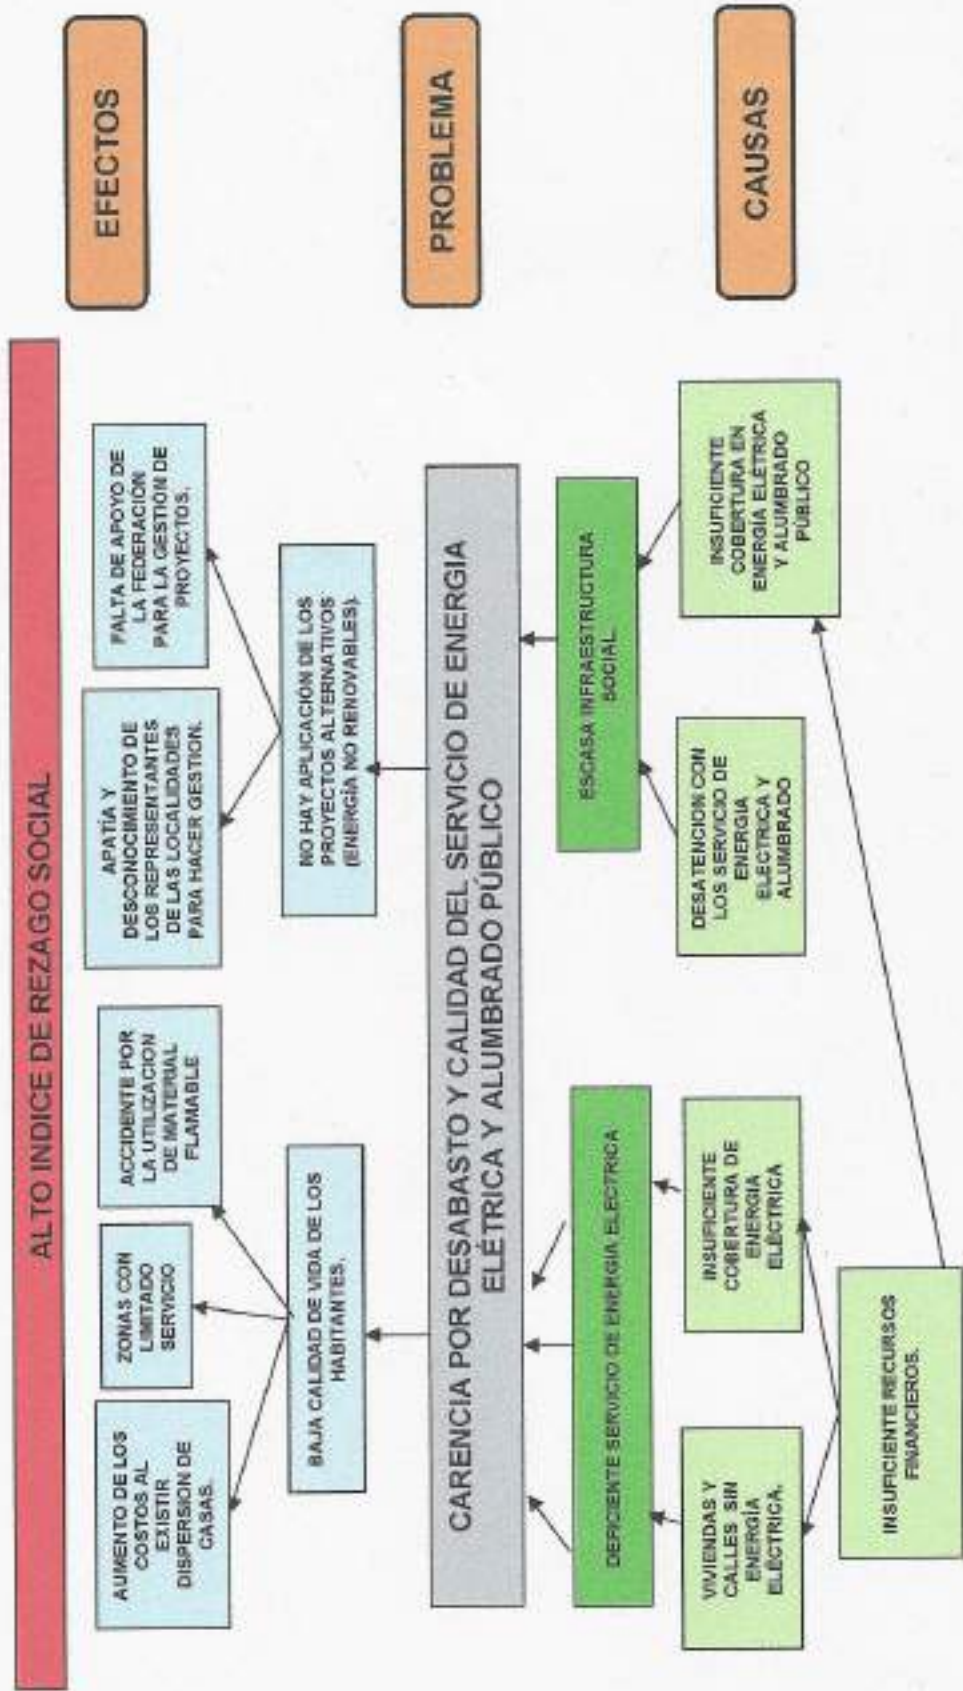 ALTO INDICE DE REZAGO SOCIAL
EFECTOS
AUMENTO DE LOS
COSTOS AL
EXISTIR
DISPERSION DE
CASAS.
ZONAS CON
LIMITADO
SERVICIO
ACCIDENTE POR
LA UTILIZACION
DE MATERIAL
FLAMABLE
APATÍA Y
DESCONOCIMIENTO DE
LOS REPRESENTANTES
DE LAS LOCALIDADES
PARA HACER GESTION.
FALTA DE APOYO DE
LA FEDERACIÓN
PARA LA GESTIÓN DE
PROYECTOS.
BAJA CALIDAD DE VIDA DE LOS
HABITANTES.
NO HAY APLICACION DE LOS
PROYECTOS ALTERNATIVOS
(ENERGÍA NO RENOVABLES).
PROBLEMA
CARENCIA POR DESABASTO Y CALIDAD DEL SERVICIO DE ENERGIA
ELÉTRICA Y ALUMBRADO PÚBLICO
DEFICIENTE SERVICIO DE ENERGIA ELECTRICA
ESCASA INFRAESTRUCTURA
SOCIAL.
CAUSAS
VIVIENDAS Y
CALLES SIN
ENERGÍA
ELÉCTRICA.
INSUFICIENTE
COBERTURA DE
ENERGIA
ELÉCTRICA
DESATENCION CON
LOS SERVICIO DE
ENERGIA
ELECTRICA Y
ALUMBRADO
INSUFICIENTE
COBERTURA EN
ENERGIA ELÉTRICA
Y ALUMBRADO
PÚBLICO
INSUFICIENTE RECURSOS
FINANCIEROS.